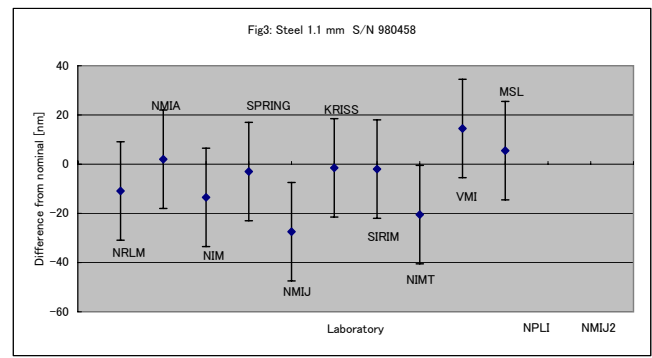 Fig3: Steel 1.1 mm S/N 980458
Difference from nominal [nm]
40
20
0
−20
−40
−60
NRLM
NMIA
NIM
SPRING
NMIJ
KRISS
SIRIM
NIMT
VMI
MSL
NPLI
NMIJ2
Laboratory